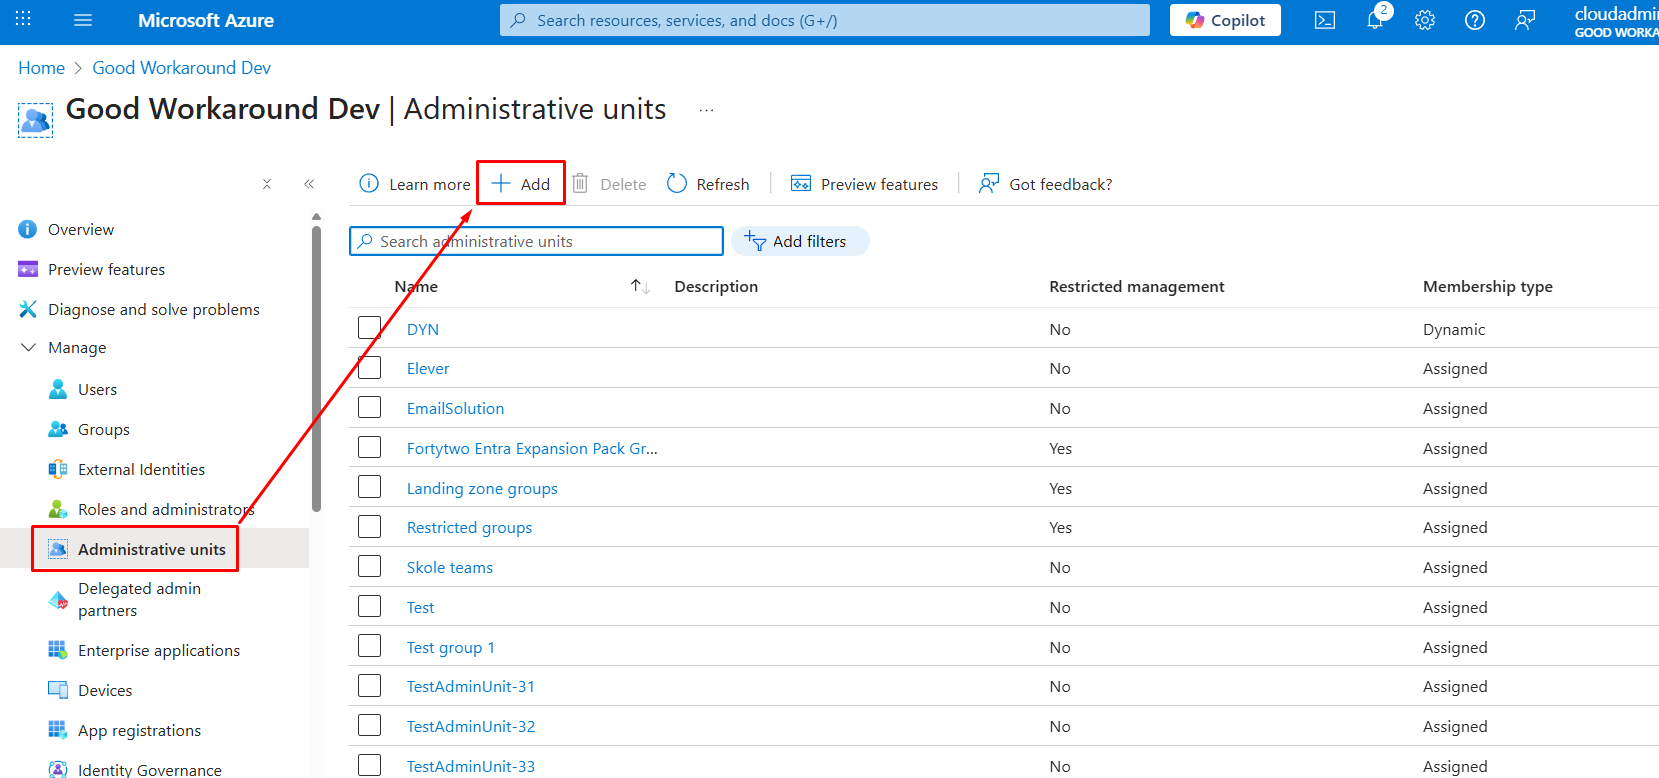 Microsoft Azure
Search resources, services, and docs (G+/)
Copilot
2
cloudadmi
GOOD WORKA
Home > Good Workaround Dev
Good Workaround Dev | Administrative units ...
Learn more
Add
Delete
Refresh
Preview features
Got feedback?
Overview
Preview features
Diagnose and solve problems
Manage
Users
Groups
External Identities
Roles and administrators
Administrative units
Delegated admin
partners
Enterprise applications
Devices
App registrations
Identity Governance
Search administrative units
Add filters
Name Description Restricted management Membership type
DYN No Dynamic
Elever No Assigned
EmailSolution No Assigned
Fortytwo Entra Expansion Pack Gr... Yes Assigned
Landing zone groups Yes Assigned
Restricted groups Yes Assigned
Skole teams No Assigned
Test No Assigned
Test group 1 No Assigned
TestAdminUnit-31 No Assigned
TestAdminUnit-32 No Assigned
TestAdminUnit-33 No Assigned